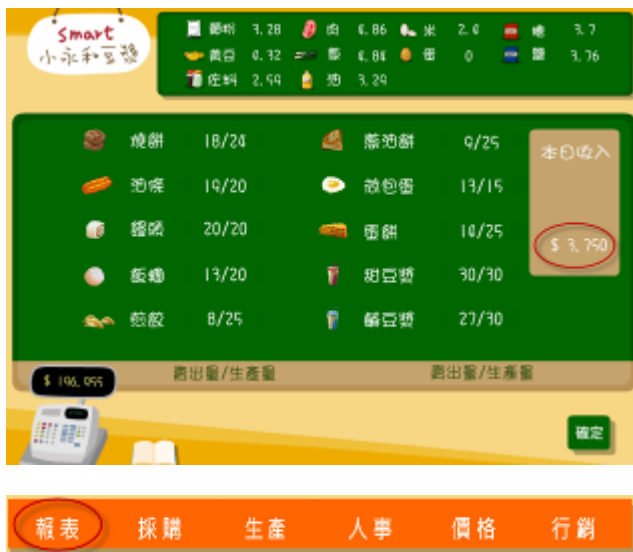 Smart
小永和豆漿
麵粉 3.28 肉 4.86 米 2.4 糖 3.7
黃豆 0.32 飯 4.84 蛋 0 鹽 3.76
佐料 2.59 油 3.29
燒餅 18/24 蔥油餅 9/25
油條 19/20 荷包蛋 13/15
饅頭 20/20 蛋餅 14/25
飯糰 13/20 甜豆漿 30/30
煎餃 8/25 鹹豆漿 27/30
本日收入
$ 3,750
賣出量/生產量 賣出量/生產量
$ 196,955
確定
報表 採購 生產 人事 價格 行銷